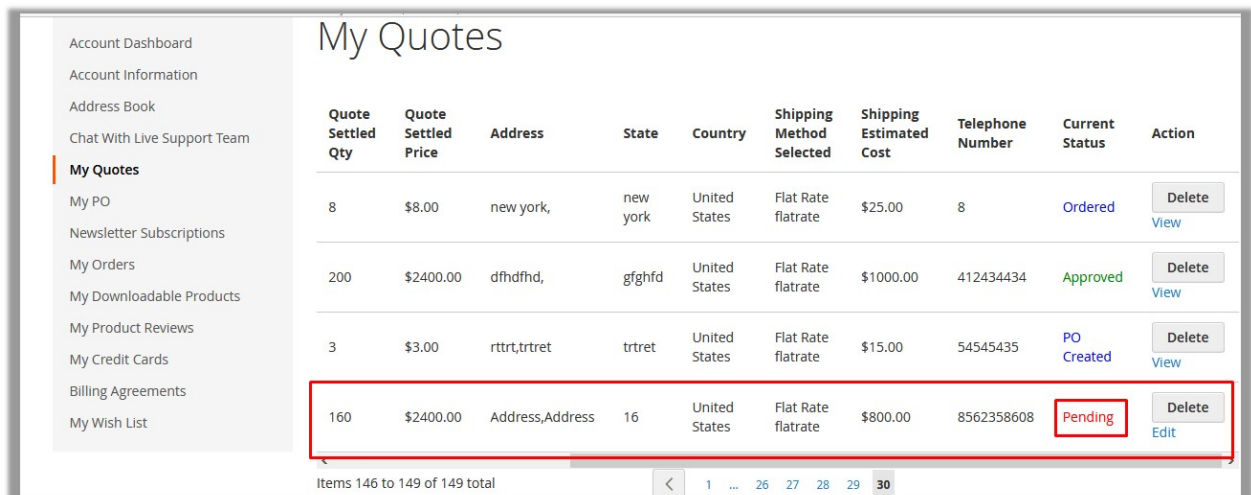 Account Dashboard
Account Information
Address Book
Chat With Live Support Team
My Quotes
My PO
Newsletter Subscriptions
My Orders
My Downloadable Products
My Product Reviews
My Credit Cards
Billing Agreements
My Wish List
My Quotes
Quote Settled Qty Quote Settled Price Address State Country Shipping Method Selected Shipping Estimated Cost Telephone Number Current Status Action
8 $8.00 new york, new york United States Flat Rate flatrate $25.00 8 Ordered Delete View
200 $2400.00 dfhdfhd, gfghfd United States Flat Rate flatrate $1000.00 412434434 Approved Delete View
3 $3.00 rttrt,trtret trtret United States Flat Rate flatrate $15.00 54545435 PO Created Delete View
160 $2400.00 Address,Address 16 United States Flat Rate flatrate $800.00 8562358608 Pending Delete Edit
Items 146 to 149 of 149 total 1 ... 26 27 28 29 30